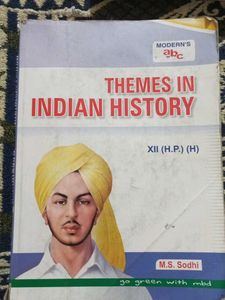 MODERN'S
abc
THEMES IN
INDIAN HISTORY
XII (H.P.) (H)
M.S. Sodhi
go green with mbd